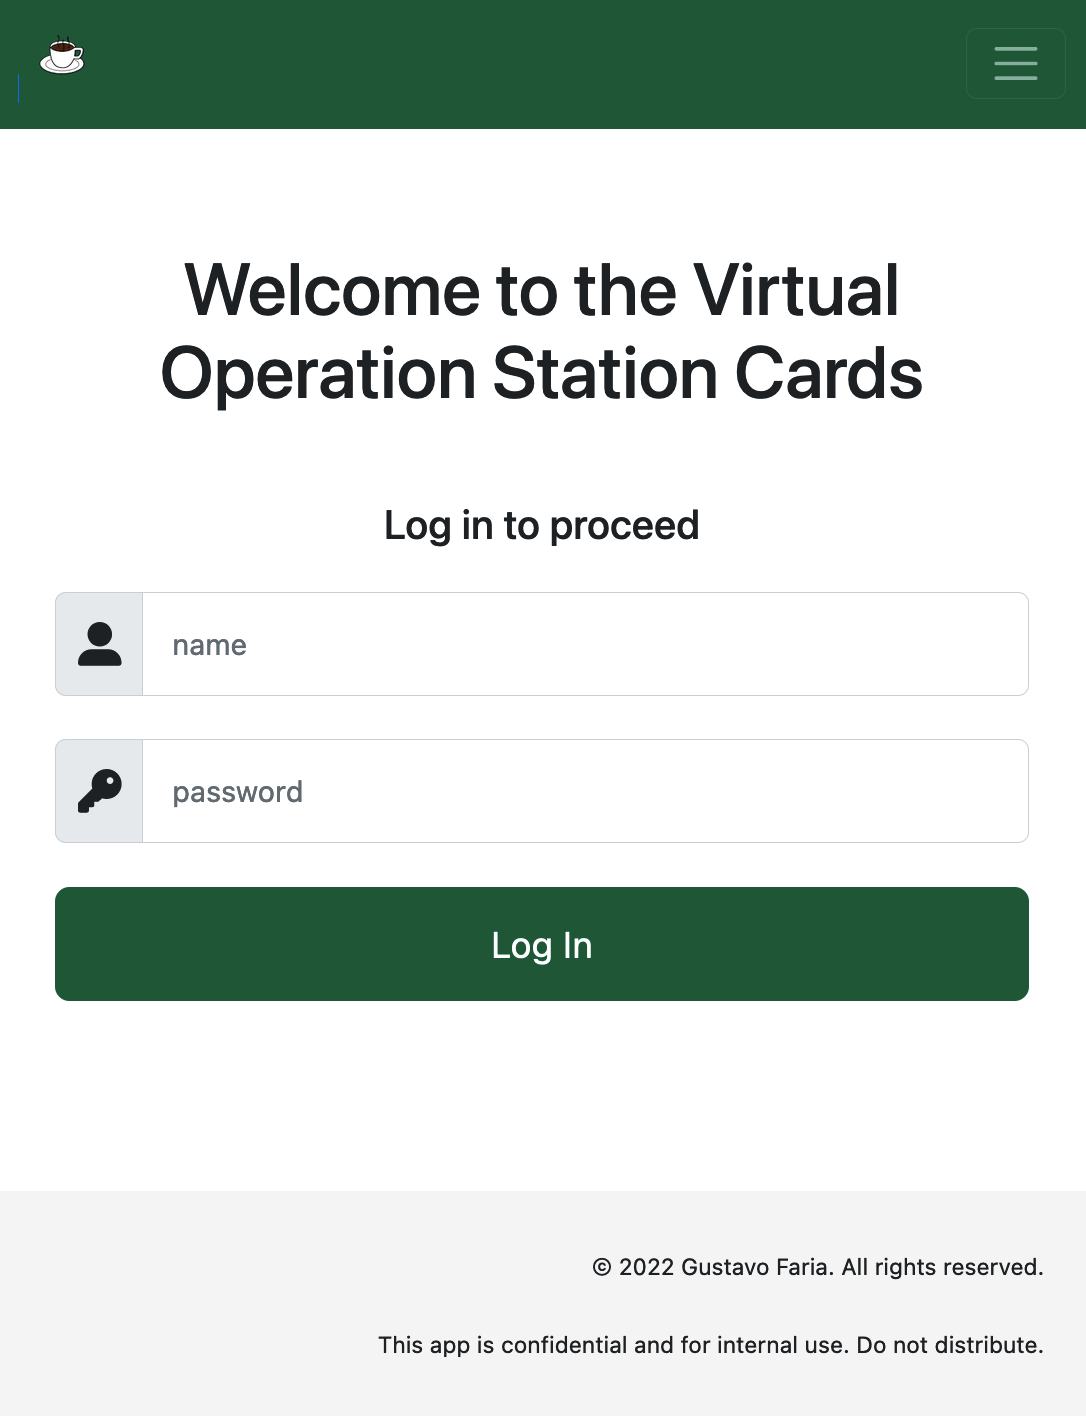 Welcome to the Virtual
Operation Station Cards
Log in to proceed
name
password
Log In
© 2022 Gustavo Faria. All rights reserved.
This app is confidential and for internal use. Do not distribute.